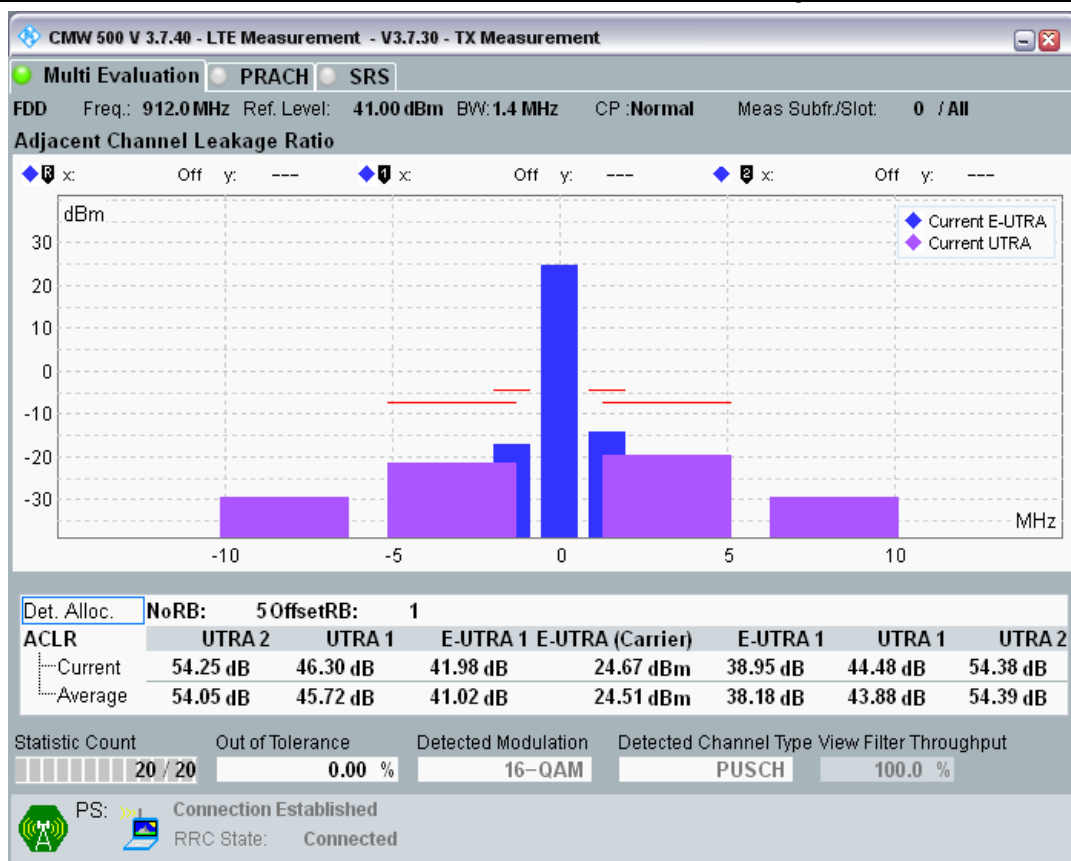 CMW 500 V 3.7.40 - LTE Measurement - V3.7.30 - TX Measurement
Multi Evaluation PRACH SRS
FDD Freq.: 912.0 MHz Ref. Level: 41.00 dBm BW: 1.4 MHz CP :Normal Meas Subfr./Slot: 0 / All
Adjacent Channel Leakage Ratio
R x: Off y: --- 1 x: Off y: --- 2 x: Off y: ---
dBm
Current E-UTRA
Current UTRA
30
20
10
0
-10
-20
-30
MHz
-10 -5 0 5 10
Det. Alloc. NoRB: 5 OffsetRB: 1
ACLR UTRA 2 UTRA 1 E-UTRA 1 E-UTRA (Carrier) E-UTRA 1 UTRA 1 UTRA 2
Current 54.25 dB 46.30 dB 41.98 dB 24.67 dBm 38.95 dB 44.48 dB 54.38 dB
Average 54.05 dB 45.72 dB 41.02 dB 24.51 dBm 38.18 dB 43.88 dB 54.39 dB
Statistic Count Out of Tolerance Detected Modulation Detected Channel Type View Filter Throughput
20 / 20 0.00 % 16-QAM PUSCH 100.0 %
PS: Connection Established
RRC State: Connected